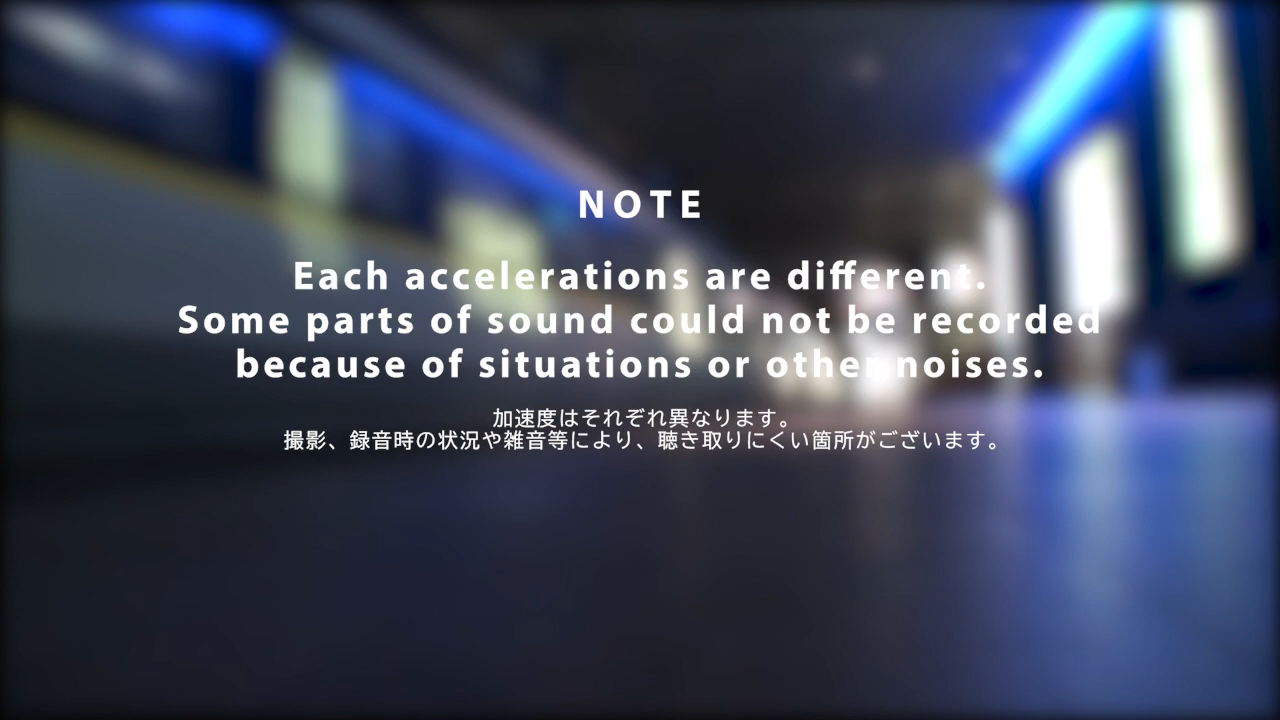 NOTE
Each accelerations are different.
Some parts of sound could not be recorded
because of situations or other noises.
加速度はそれぞれ異なります。
撮影、録音時の状況や雑音等により、聴き取りにくい箇所がございます。